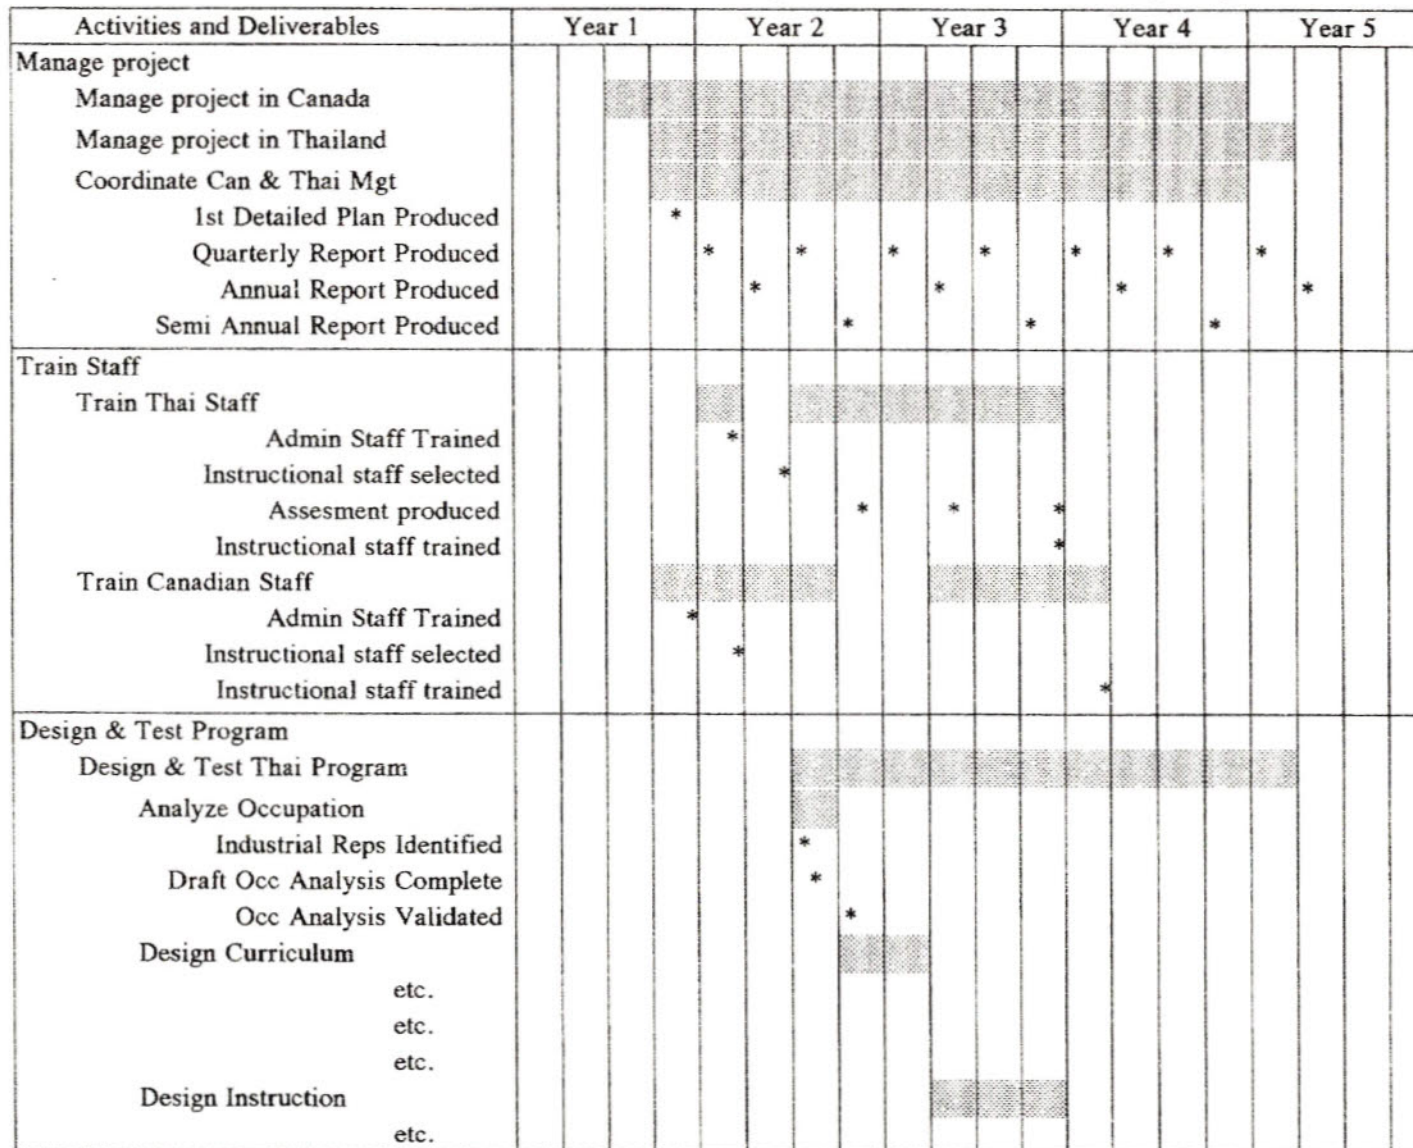 Activities and Deliverables Year 1 Year 2 Year 3 Year 4 Year 5
Manage project
Manage project in Canada
Manage project in Thailand
Coordinate Can & Thai Mgt
1st Detailed Plan Produced *
Quarterly Report Produced * * * * * * *
Annual Report Produced * * * *
Semi Annual Report Produced * * *
Train Staff
Train Thai Staff
Admin Staff Trained *
Instructional staff selected *
Assesment produced * * *
Instructional staff trained *
Train Canadian Staff
Admin Staff Trained *
Instructional staff selected *
Instructional staff trained *
Design & Test Program
Design & Test Thai Program
Analyze Occupation
Industrial Reps Identified *
Draft Occ Analysis Complete *
Occ Analysis Validated *
Design Curriculum
etc.
etc.
etc.
Design Instruction
etc.